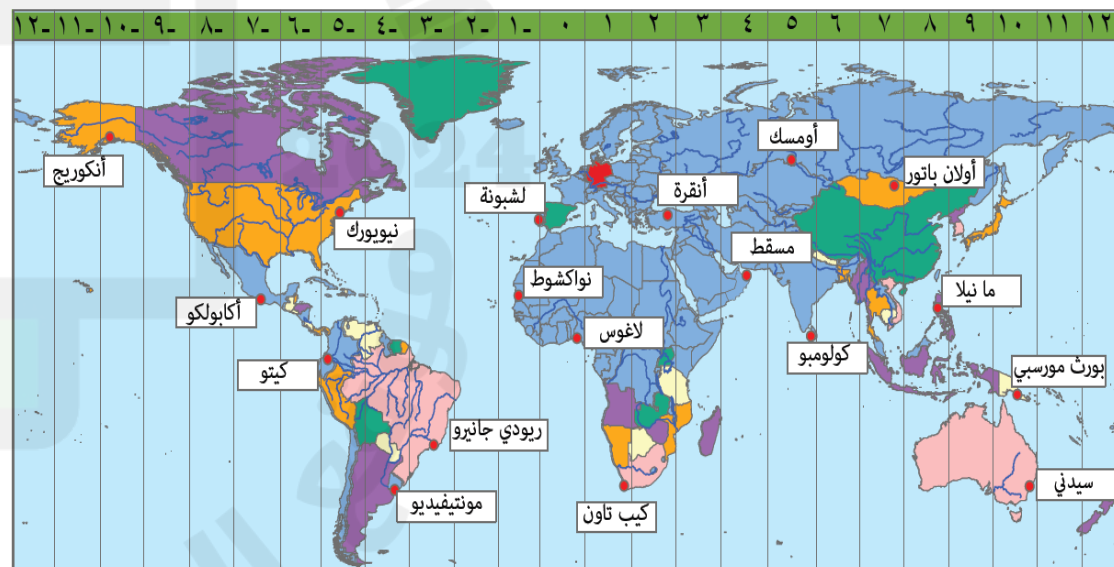 -١٢ -١١ -١٠ -٩ -٨ -٧ -٦ -٥ -٤ -٣ -٢ -١ ٠ ١ ٢ ٣ ٤ ٥ ٦ ٧ ٨ ٩ ١٠ ١١ ١٢
أومسك
أنكوريج
أولان باتور
أنقرة
لشبونة
نيويورك
مسقط
نواكشوط
ما نيلا
أكابولكو
لاغوس
كولومبو
كيتو
بورث مورسبي
ريودي جانيرو
سيدني
مونتيفيديو
كيب تاون
2024